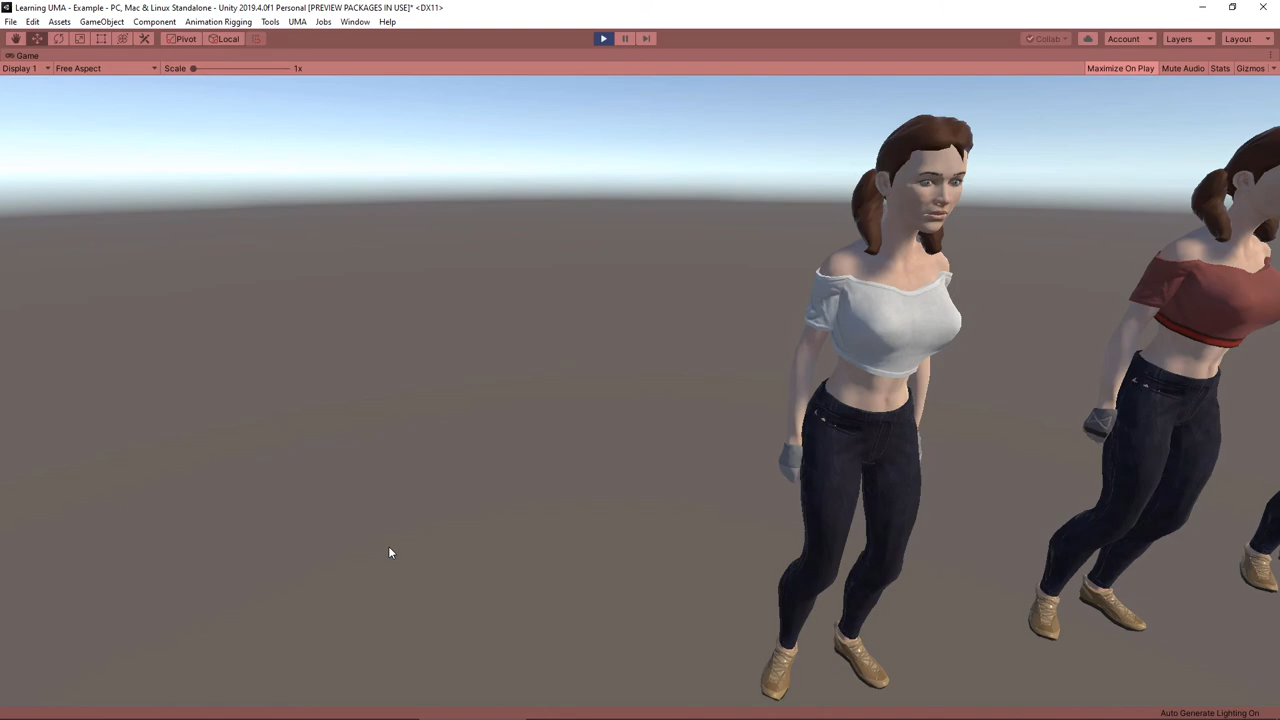 Learning UMA - Example - PC, Mac & Linux Standalone - Unity 2019.4.0f1 Personal [PREVIEW PACKAGES IN USE]* <DX11>
File Edit Assets GameObject Component Animation Rigging Tools UMA Jobs Window Help
Pivot Local Collab Account Layers Layout
Game
Display 1 Free Aspect Scale 1x Maximize On Play Mute Audio Stats Gizmos
Auto Generate Lighting On